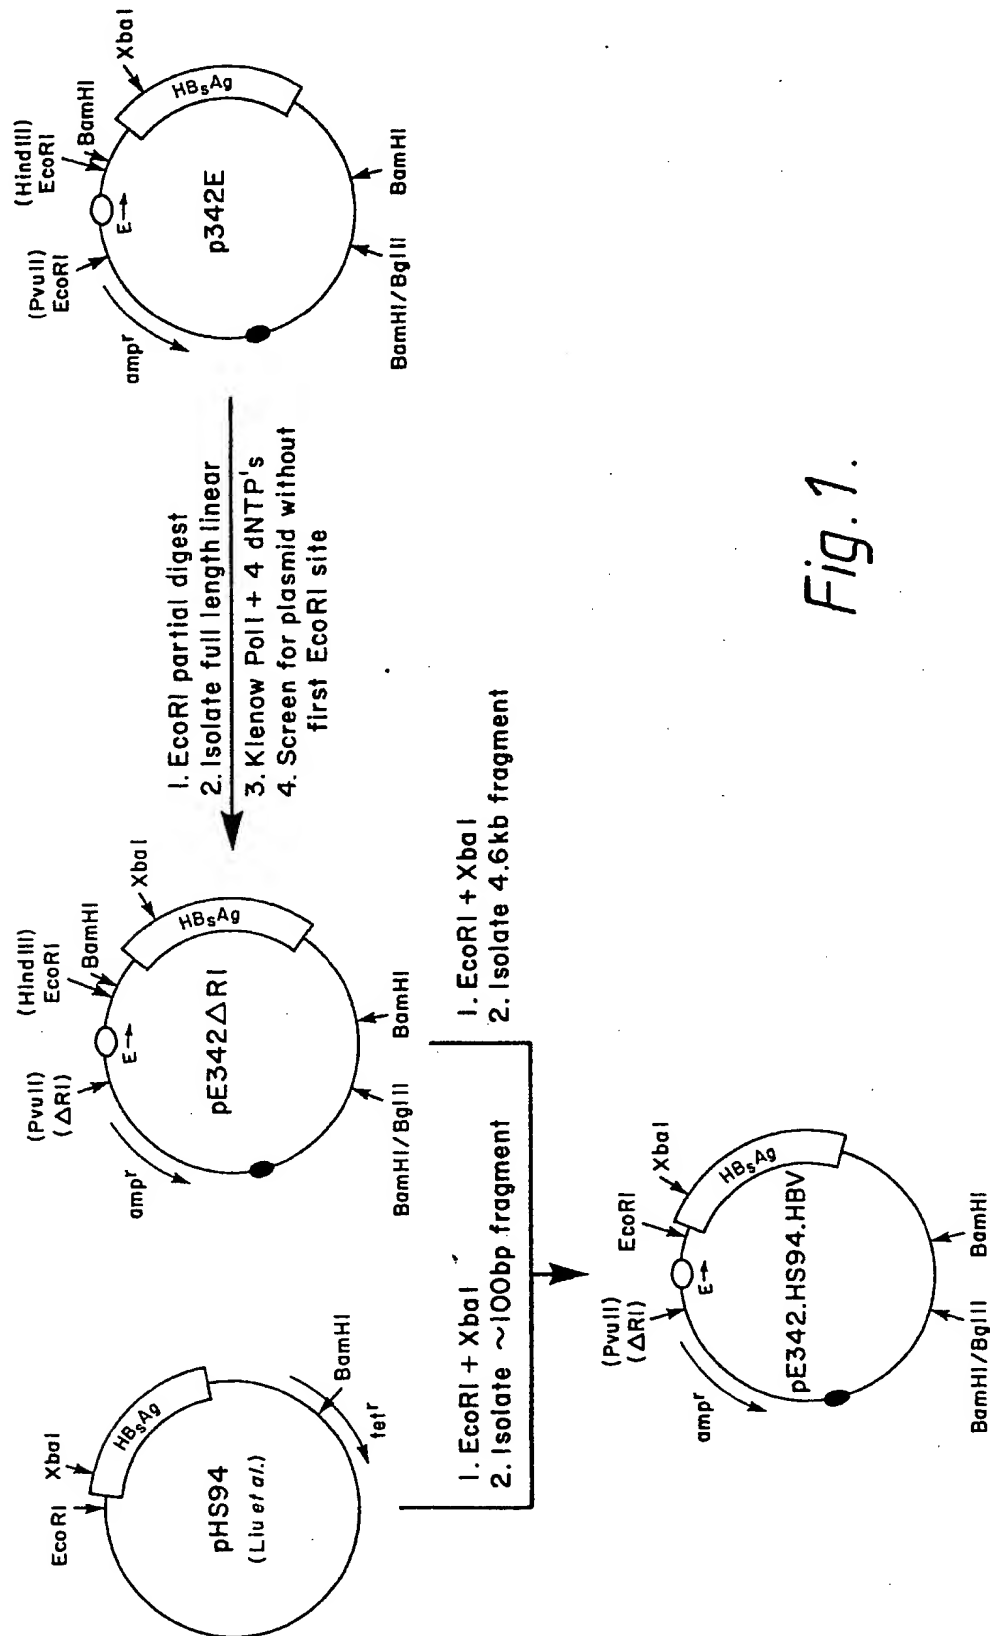 EcoRI
XbaI
HBsAg
pHS94
(Liu et al.)
BamHI
tetr
1. EcoRI + XbaI
2. Isolate ~100bp fragment
(PvuII)
(ΔRI)
(HindIII)
EcoRI
BamHI
XbaI
E→
HBsAg
ampr
pE342ΔRI
BamHI
BamHI/BglII
1. EcoRI + XbaI
2. Isolate 4.6kb fragment
1. EcoRI partial digest
2. Isolate full length linear
3. Klenow PolI + 4 dNTP's
4. Screen for plasmid without
first EcoRI site
(PvuII)
EcoRI
(HindIII)
EcoRI
BamHI
XbaI
E→
HBsAg
ampr
p342E
BamHI
BamHI/BglII
(PvuII)
(ΔRI)
EcoRI
XbaI
E→
HBsAg
ampr
pE342.HS94.HBV
BamHI
BamHI/BglII
Fig. 1.